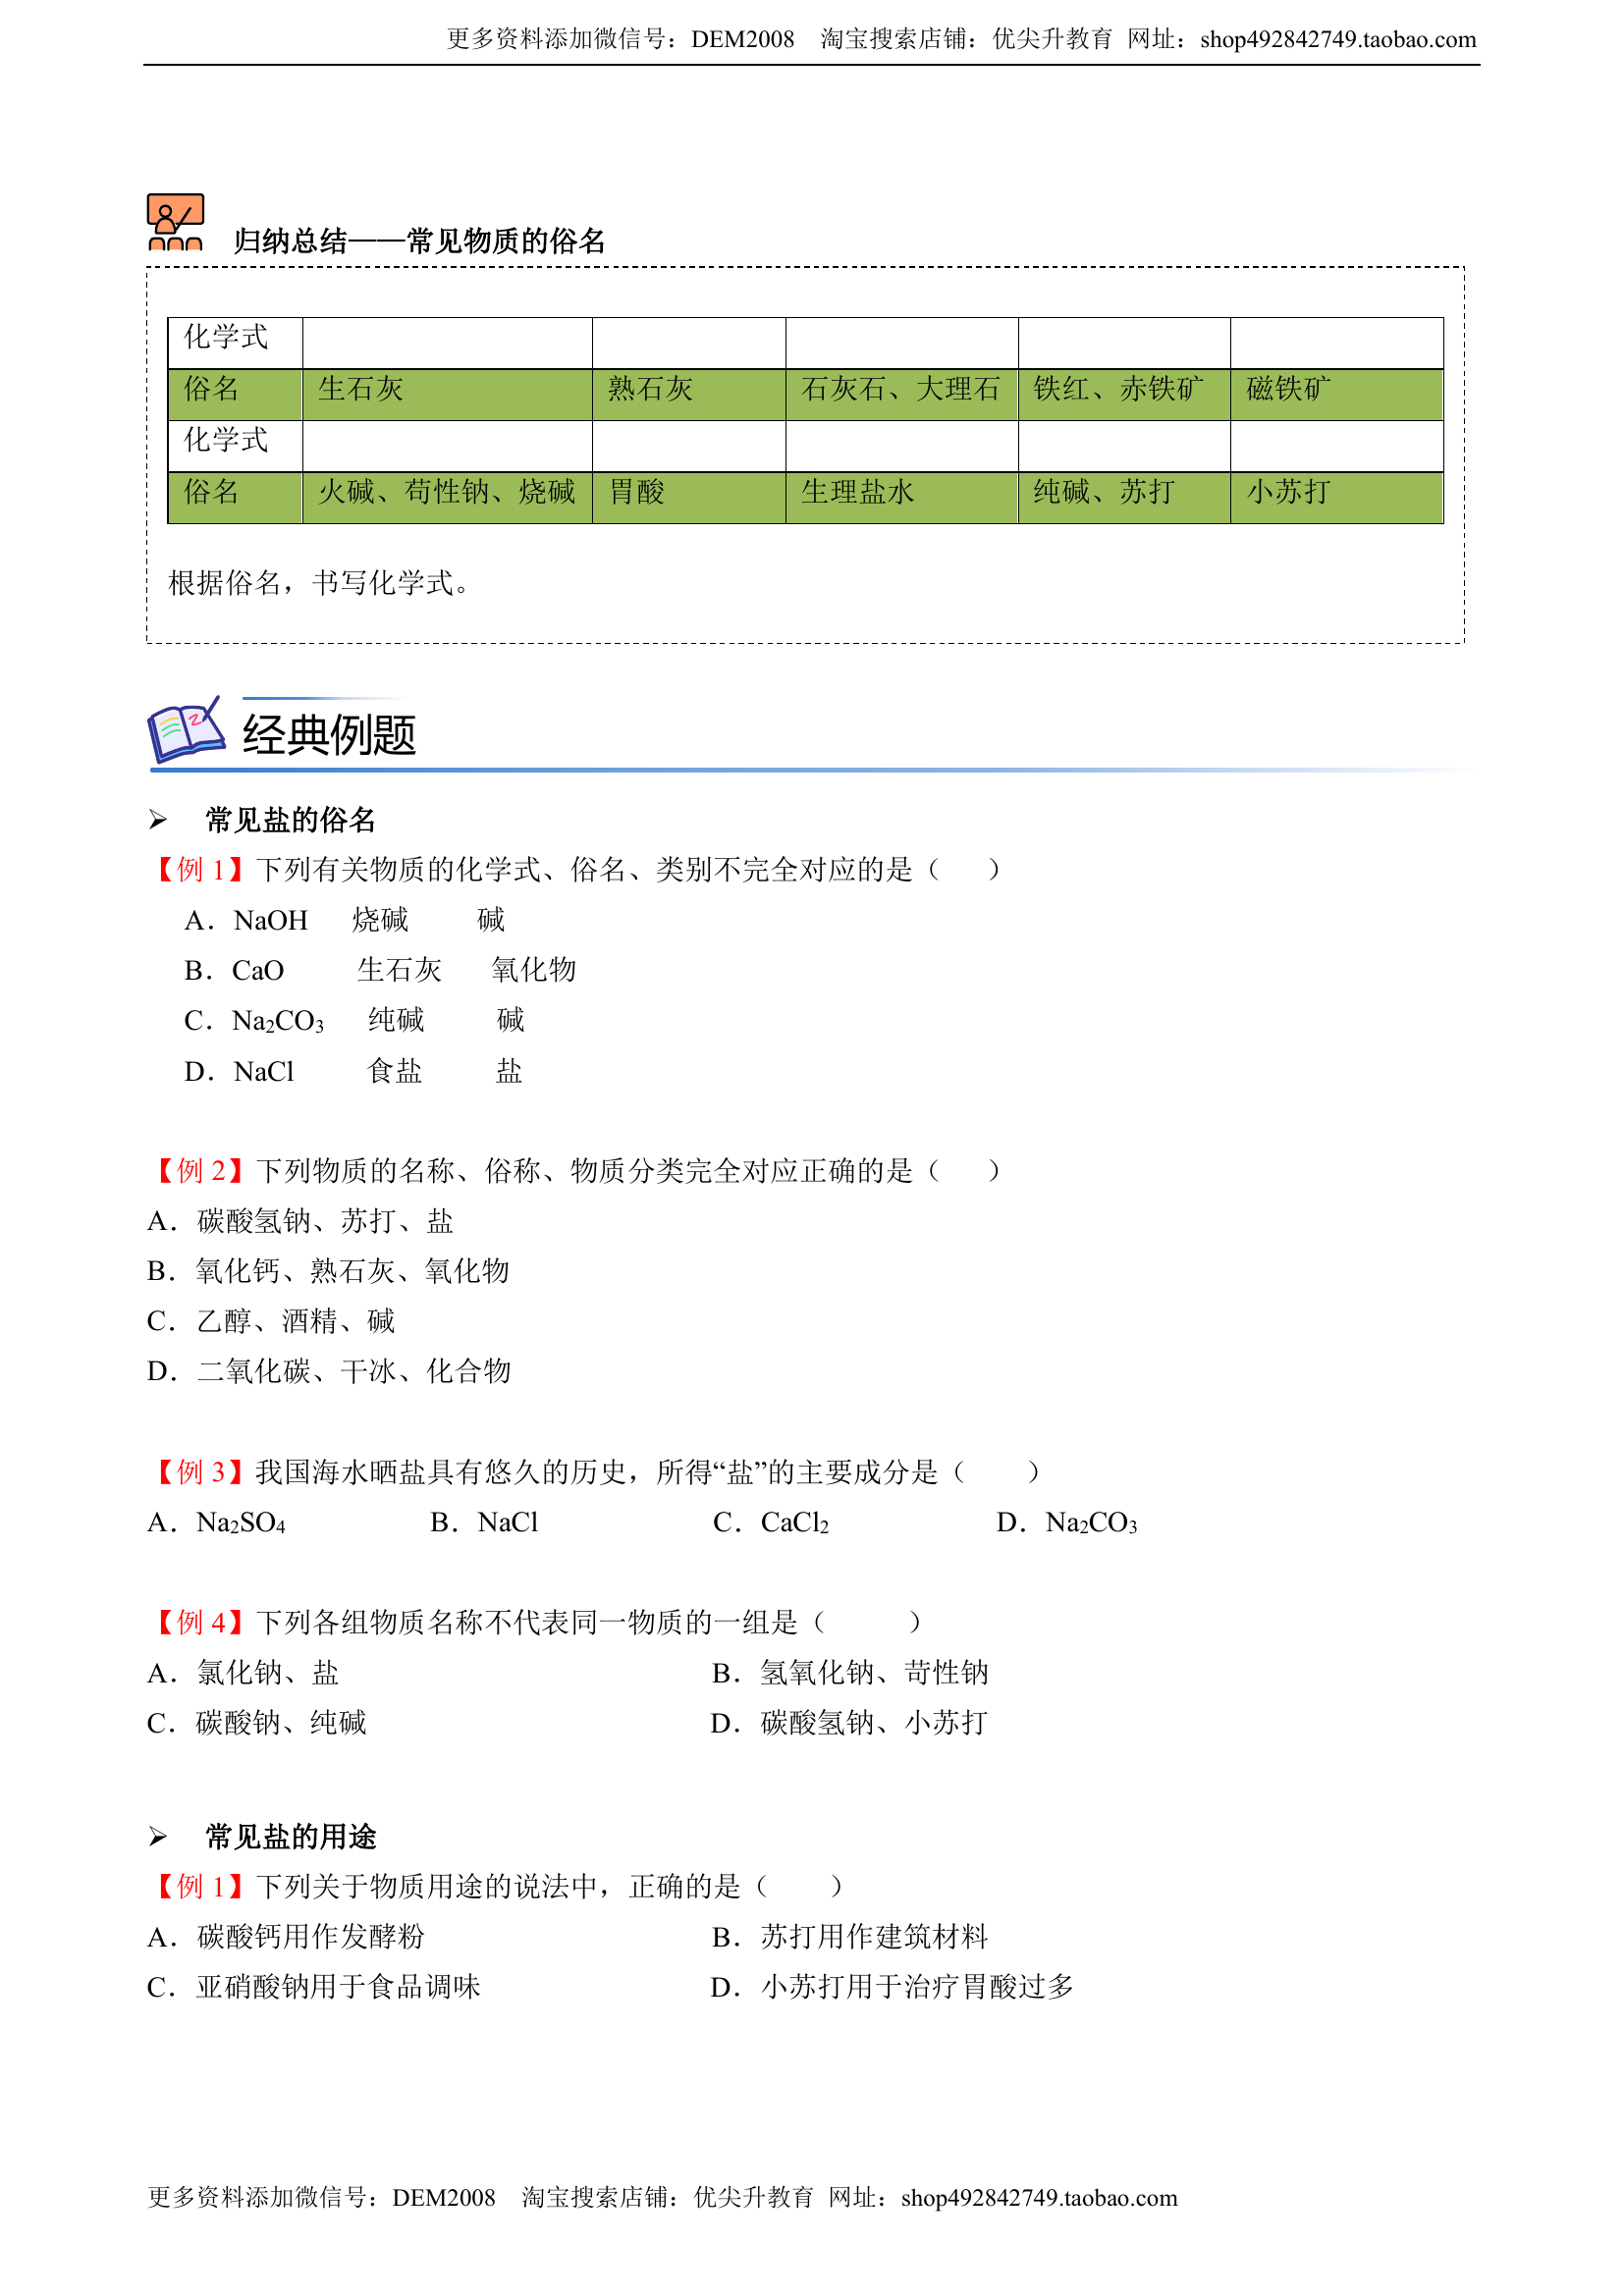 更多资料添加微信号：DEM2008　淘宝搜索店铺：优尖升教育 网址：shop492842749.taobao.com
归纳总结——常见物质的俗名
化学式
俗名 生石灰 熟石灰 石灰石、大理石 铁红、赤铁矿 磁铁矿
化学式
俗名 火碱、苟性钠、烧碱 胃酸 生理盐水 纯碱、苏打 小苏打
根据俗名，书写化学式。
经典例题
➢ 常见盐的俗名
【例 1】下列有关物质的化学式、俗名、类别不完全对应的是（　）
A．NaOH 烧碱 碱
B．CaO 生石灰 氧化物
C．Na₂CO₃ 纯碱 碱
D．NaCl 食盐 盐
【例 2】下列物质的名称、俗称、物质分类完全对应正确的是（　）
A．碳酸氢钠、苏打、盐
B．氧化钙、熟石灰、氧化物
C．乙醇、酒精、碱
D．二氧化碳、干冰、化合物
【例 3】我国海水晒盐具有悠久的历史，所得“盐”的主要成分是（　　）
A．Na₂SO₄ B．NaCl C．CaCl₂ D．Na₂CO₃
【例 4】下列各组物质名称不代表同一物质的一组是（　　　）
A．氯化钠、盐 B．氢氧化钠、苛性钠
C．碳酸钠、纯碱 D．碳酸氢钠、小苏打
➢ 常见盐的用途
【例 1】下列关于物质用途的说法中，正确的是（　　）
A．碳酸钙用作发酵粉 B．苏打用作建筑材料
C．亚硝酸钠用于食品调味 D．小苏打用于治疗胃酸过多
更多资料添加微信号：DEM2008　淘宝搜索店铺：优尖升教育 网址：shop492842749.taobao.com